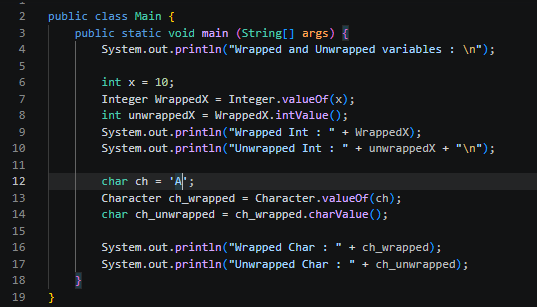 1
2 public class Main {
3 public static void main (String[] args) {
4 System.out.println("Wrapped and Unwrapped variables : \n");
5
6 int x = 10;
7 Integer WrappedX = Integer.valueOf(x);
8 int unwrappedX = WrappedX.intValue();
9 System.out.println("Wrapped Int : " + WrappedX);
10 System.out.println("Unwrapped Int : " + unwrappedX + "\n");
11
12 char ch = 'A';
13 Character ch_wrapped = Character.valueOf(ch);
14 char ch_unwrapped = ch_wrapped.charValue();
15
16 System.out.println("Wrapped Char : " + ch_wrapped);
17 System.out.println("Unwrapped Char : " + ch_unwrapped);
18 }
19 }